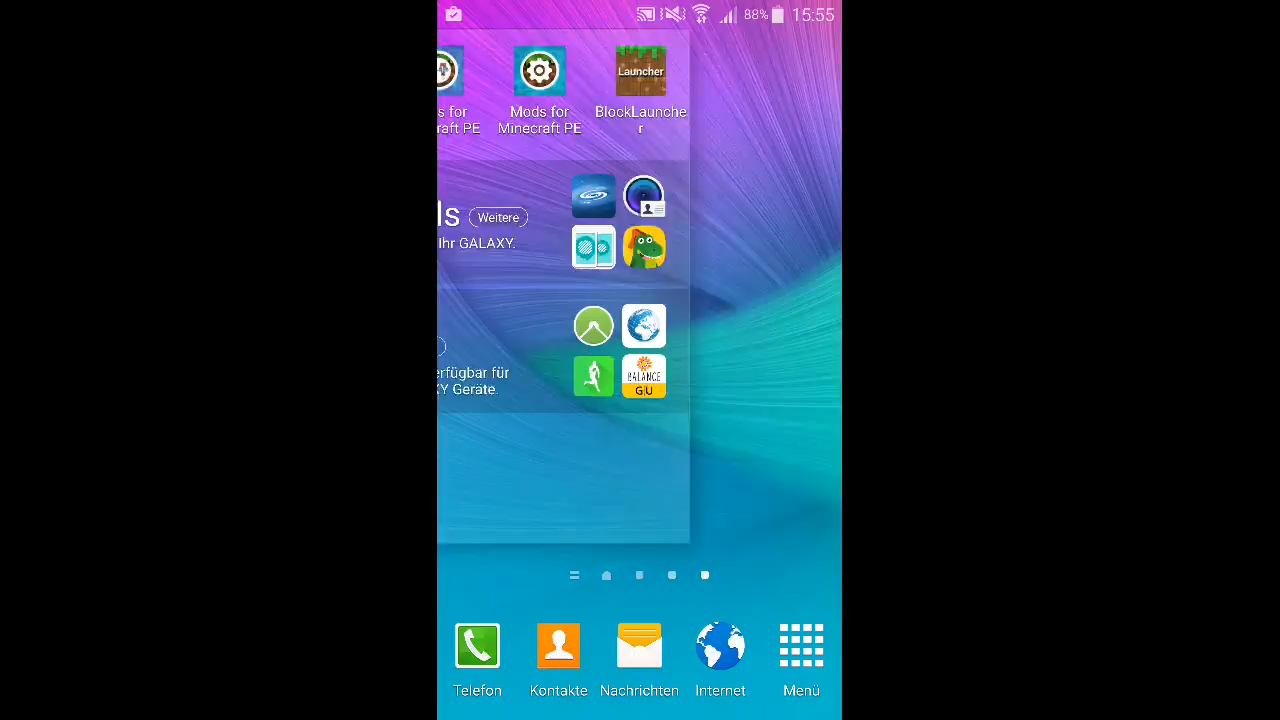 88% 15:55
s for
raft PE
Mods for
Minecraft PE
Launcher
BlockLaunche
r
ls Weitere
Ihr GALAXY.
erfügbar für
XY Geräte.
BALANCE
G|U
Telefon
Kontakte
Nachrichten
Internet
Menü